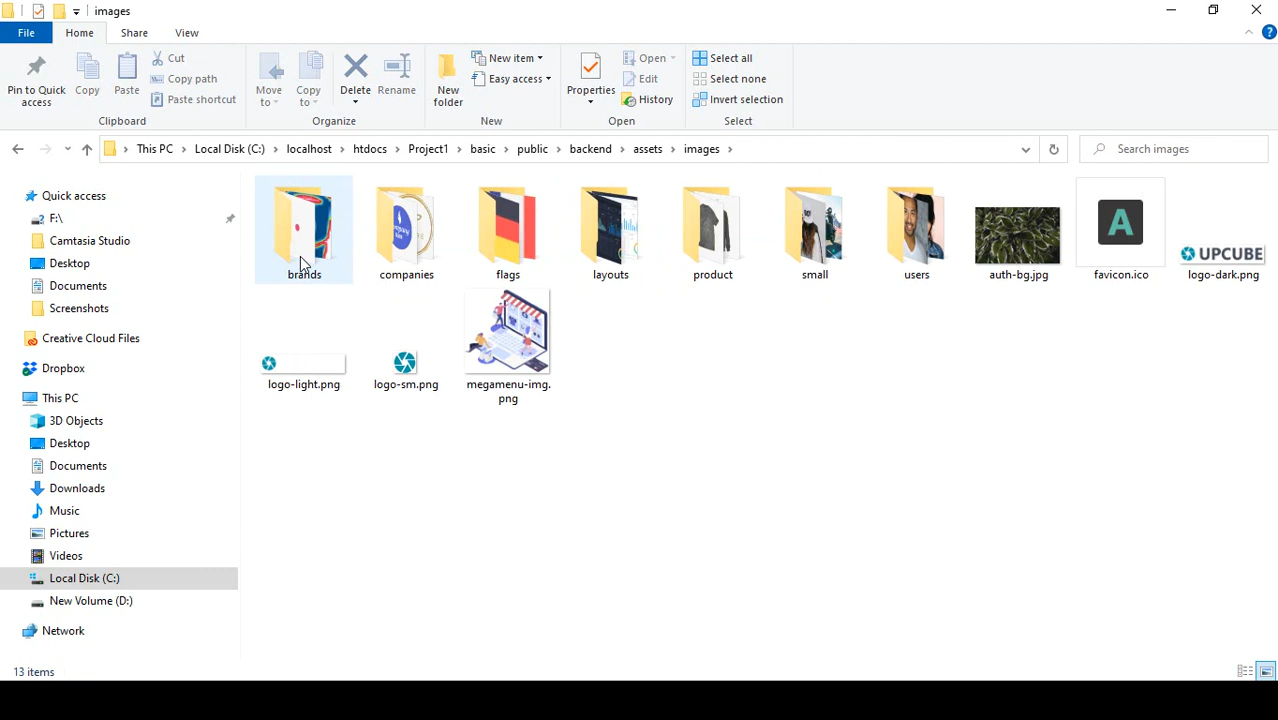 images
File
Home
Share
View
Pin to Quick
access
Copy
Paste
Cut
Copy path
Paste shortcut
Clipboard
Move
to
Copy
to
Delete
Rename
Organize
New
folder
New item
Easy access
New
Properties
Open
Edit
History
Open
Select all
Select none
Invert selection
Select
This PC
Local Disk (C:)
localhost
htdocs
Project1
basic
public
backend
assets
images
Search images
Quick access
F:\
Camtasia Studio
Desktop
Documents
Screenshots
Creative Cloud Files
Dropbox
This PC
3D Objects
Desktop
Documents
Downloads
Music
Pictures
Videos
Local Disk (C:)
New Volume (D:)
Network
brands
companies
flags
layouts
product
small
users
auth-bg.jpg
A
favicon.ico
UPCUBE
logo-dark.png
logo-light.png
logo-sm.png
megamenu-img.
png
13 items